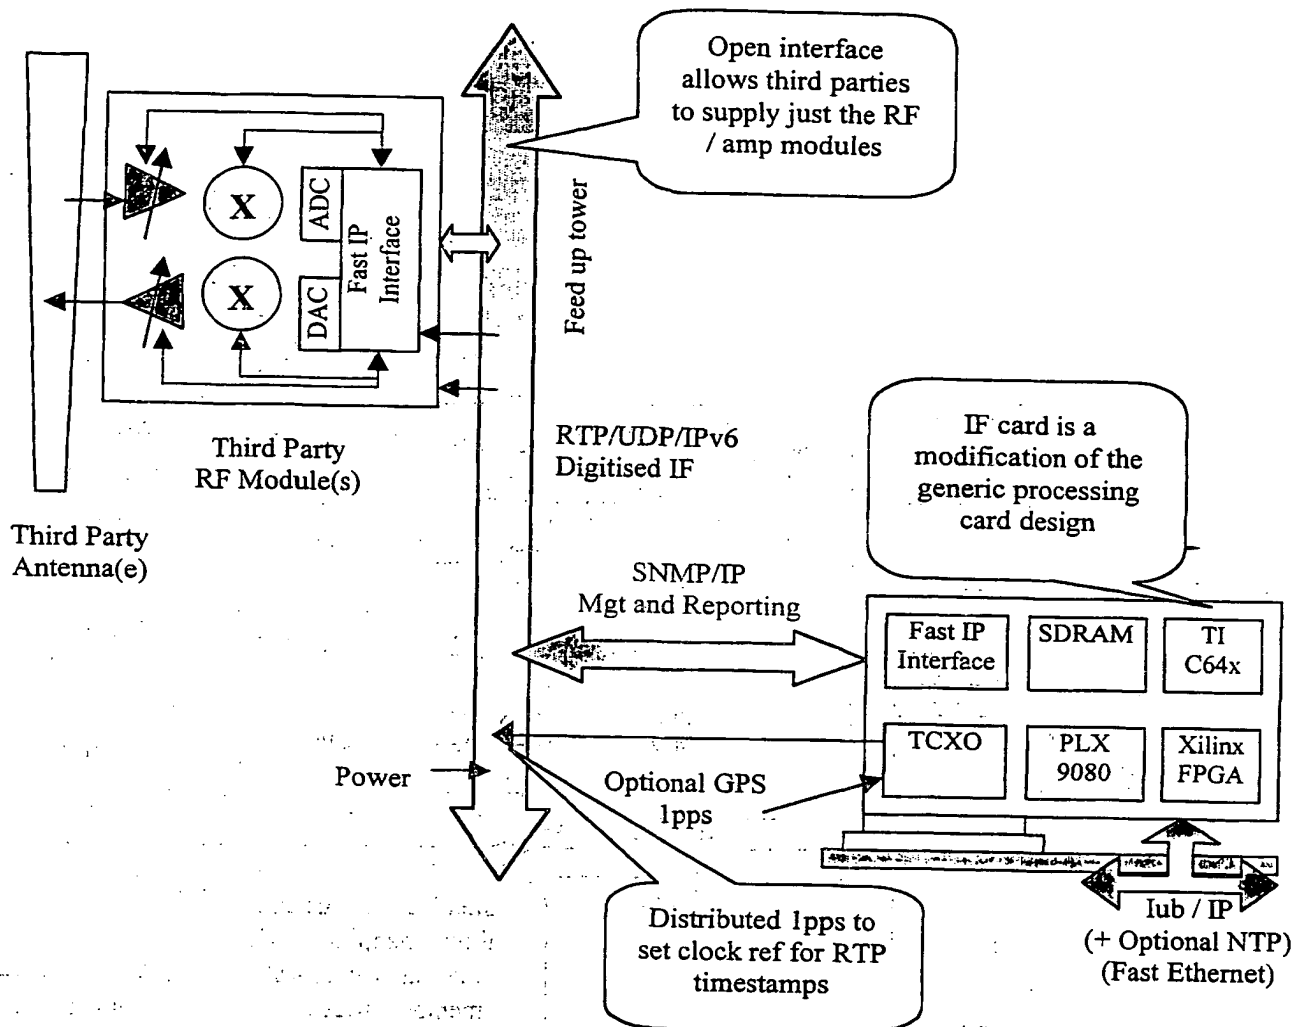 Open interface
allows third parties
to supply just the RF
/ amp modules
X
ADC
Fast IP
Interface
X
DAC
Feed up tower
Third Party
RF Module(s)
Third Party
Antenna(e)
RTP/UDP/IPv6
Digitised IF
IF card is a
modification of the
generic processing
card design
SNMP/IP
Mgt and Reporting
Fast IP
Interface
SDRAM
TI
C64x
TCXO
PLX
9080
Xilinx
FPGA
Power
Optional GPS
1pps
Distributed 1pps to
set clock ref for RTP
timestamps
Iub / IP
(+ Optional NTP)
(Fast Ethernet)